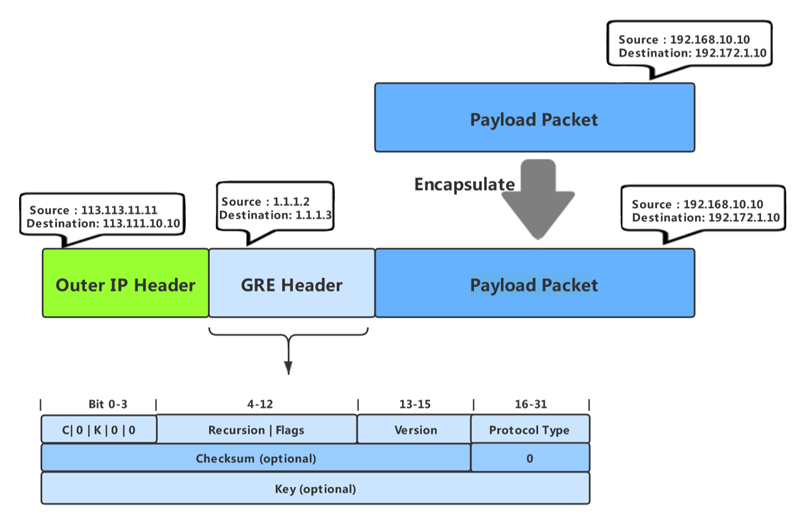 Source : 192.168.10.10
Destination: 192.172.1.10
Payload Packet
Encapsulate
Source : 113.113.11.11
Destination: 113.111.10.10
Source : 1.1.1.2
Destination: 1.1.1.3
Source : 192.168.10.10
Destination: 192.172.1.10
Outer IP Header
GRE Header
Payload Packet
| Bit 0-3 | 4-12 | 13-15 | 16-31 |
C| 0 | K | 0 | 0
Recursion | Flags
Version
Protocol Type
Checksum (optional)
0
Key (optional)